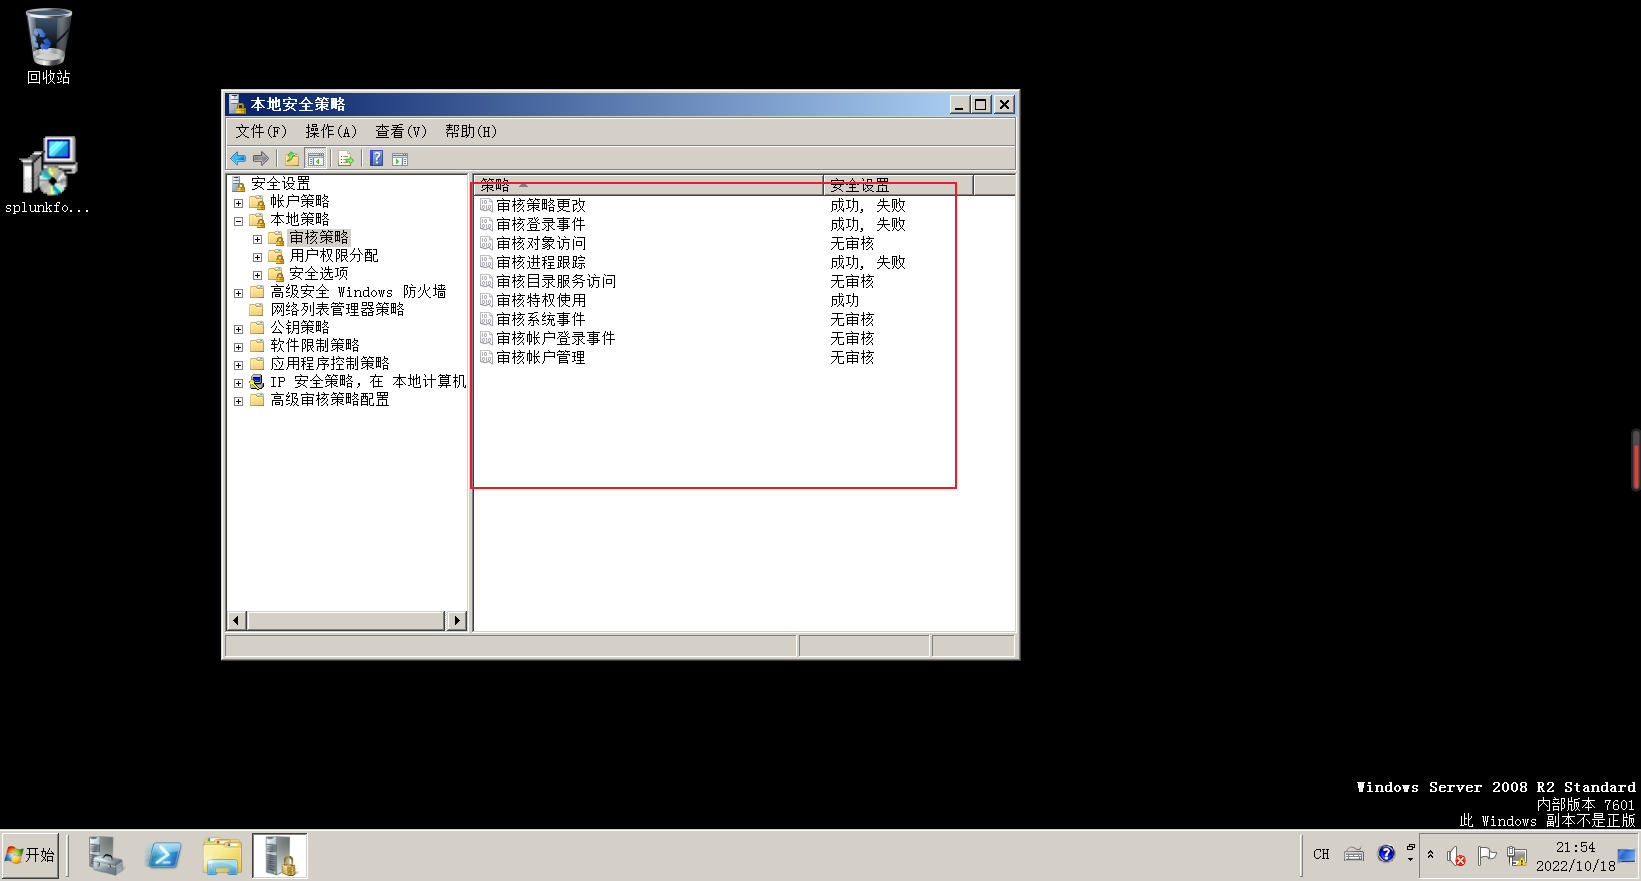 回收站
splunkfo...
本地安全策略
文件(F) 操作(A) 查看(V) 帮助(H)
安全设置
帐户策略
本地策略
审核策略
用户权限分配
安全选项
高级安全 Windows 防火墙
网络列表管理器策略
公钥策略
软件限制策略
应用程序控制策略
IP 安全策略，在 本地计算机
高级审核策略配置
策略 安全设置
审核策略更改 成功, 失败
审核登录事件 成功, 失败
审核对象访问 无审核
审核进程跟踪 成功, 失败
审核目录服务访问 无审核
审核特权使用 成功
审核系统事件 无审核
审核帐户登录事件 无审核
审核帐户管理 无审核
Windows Server 2008 R2 Standard
内部版本 7601
此 Windows 副本不是正版
开始
CH
21:54
2022/10/18